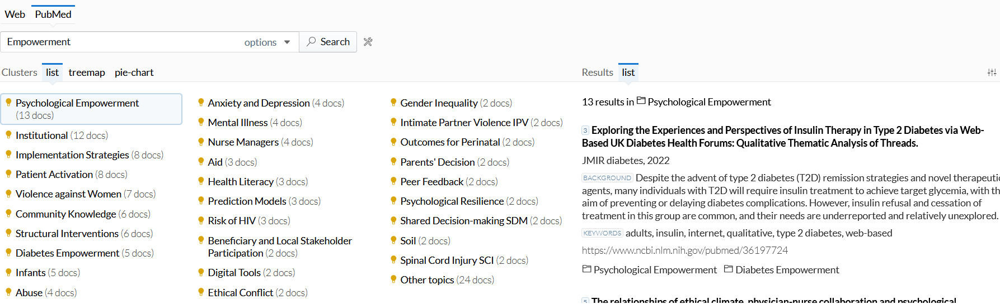 Web PubMed
Empowerment options Search
Clusters list treemap pie-chart
Psychological Empowerment
(13 docs)
Institutional (12 docs)
Implementation Strategies (8 docs)
Patient Activation (8 docs)
Violence against Women (7 docs)
Community Knowledge (6 docs)
Structural Interventions (6 docs)
Diabetes Empowerment (5 docs)
Infants (5 docs)
Abuse (4 docs)
Anxiety and Depression (4 docs)
Mental Illness (4 docs)
Nurse Managers (4 docs)
Aid (3 docs)
Health Literacy (3 docs)
Prediction Models (3 docs)
Risk of HIV (3 docs)
Beneficiary and Local Stakeholder
Participation (2 docs)
Digital Tools (2 docs)
Ethical Conflict (2 docs)
Gender Inequality (2 docs)
Intimate Partner Violence IPV (2 docs)
Outcomes for Perinatal (2 docs)
Parents' Decision (2 docs)
Peer Feedback (2 docs)
Psychological Resilience (2 docs)
Shared Decision-making SDM (2 docs)
Soil (2 docs)
Spinal Cord Injury SCI (2 docs)
Other topics (24 docs)
Results list
13 results in Psychological Empowerment
3 Exploring the Experiences and Perspectives of Insulin Therapy in Type 2 Diabetes via Web-
Based UK Diabetes Health Forums: Qualitative Thematic Analysis of Threads.
JMIR diabetes, 2022
BACKGROUND Despite the advent of type 2 diabetes (T2D) remission strategies and novel therapeutic
agents, many individuals with T2D will require insulin treatment to achieve target glycemia, with th
aim of preventing or delaying diabetes complications. However, insulin refusal and cessation of
treatment in this group are common, and their needs are underreported and relatively unexplored.
KEYWORDS adults, insulin, internet, qualitative, type 2 diabetes, web-based
https://www.ncbi.nlm.nih.gov/pubmed/36197724
Psychological Empowerment Diabetes Empowerment
5 The relationships of ethical climate, physician-nurse collaboration and psychological